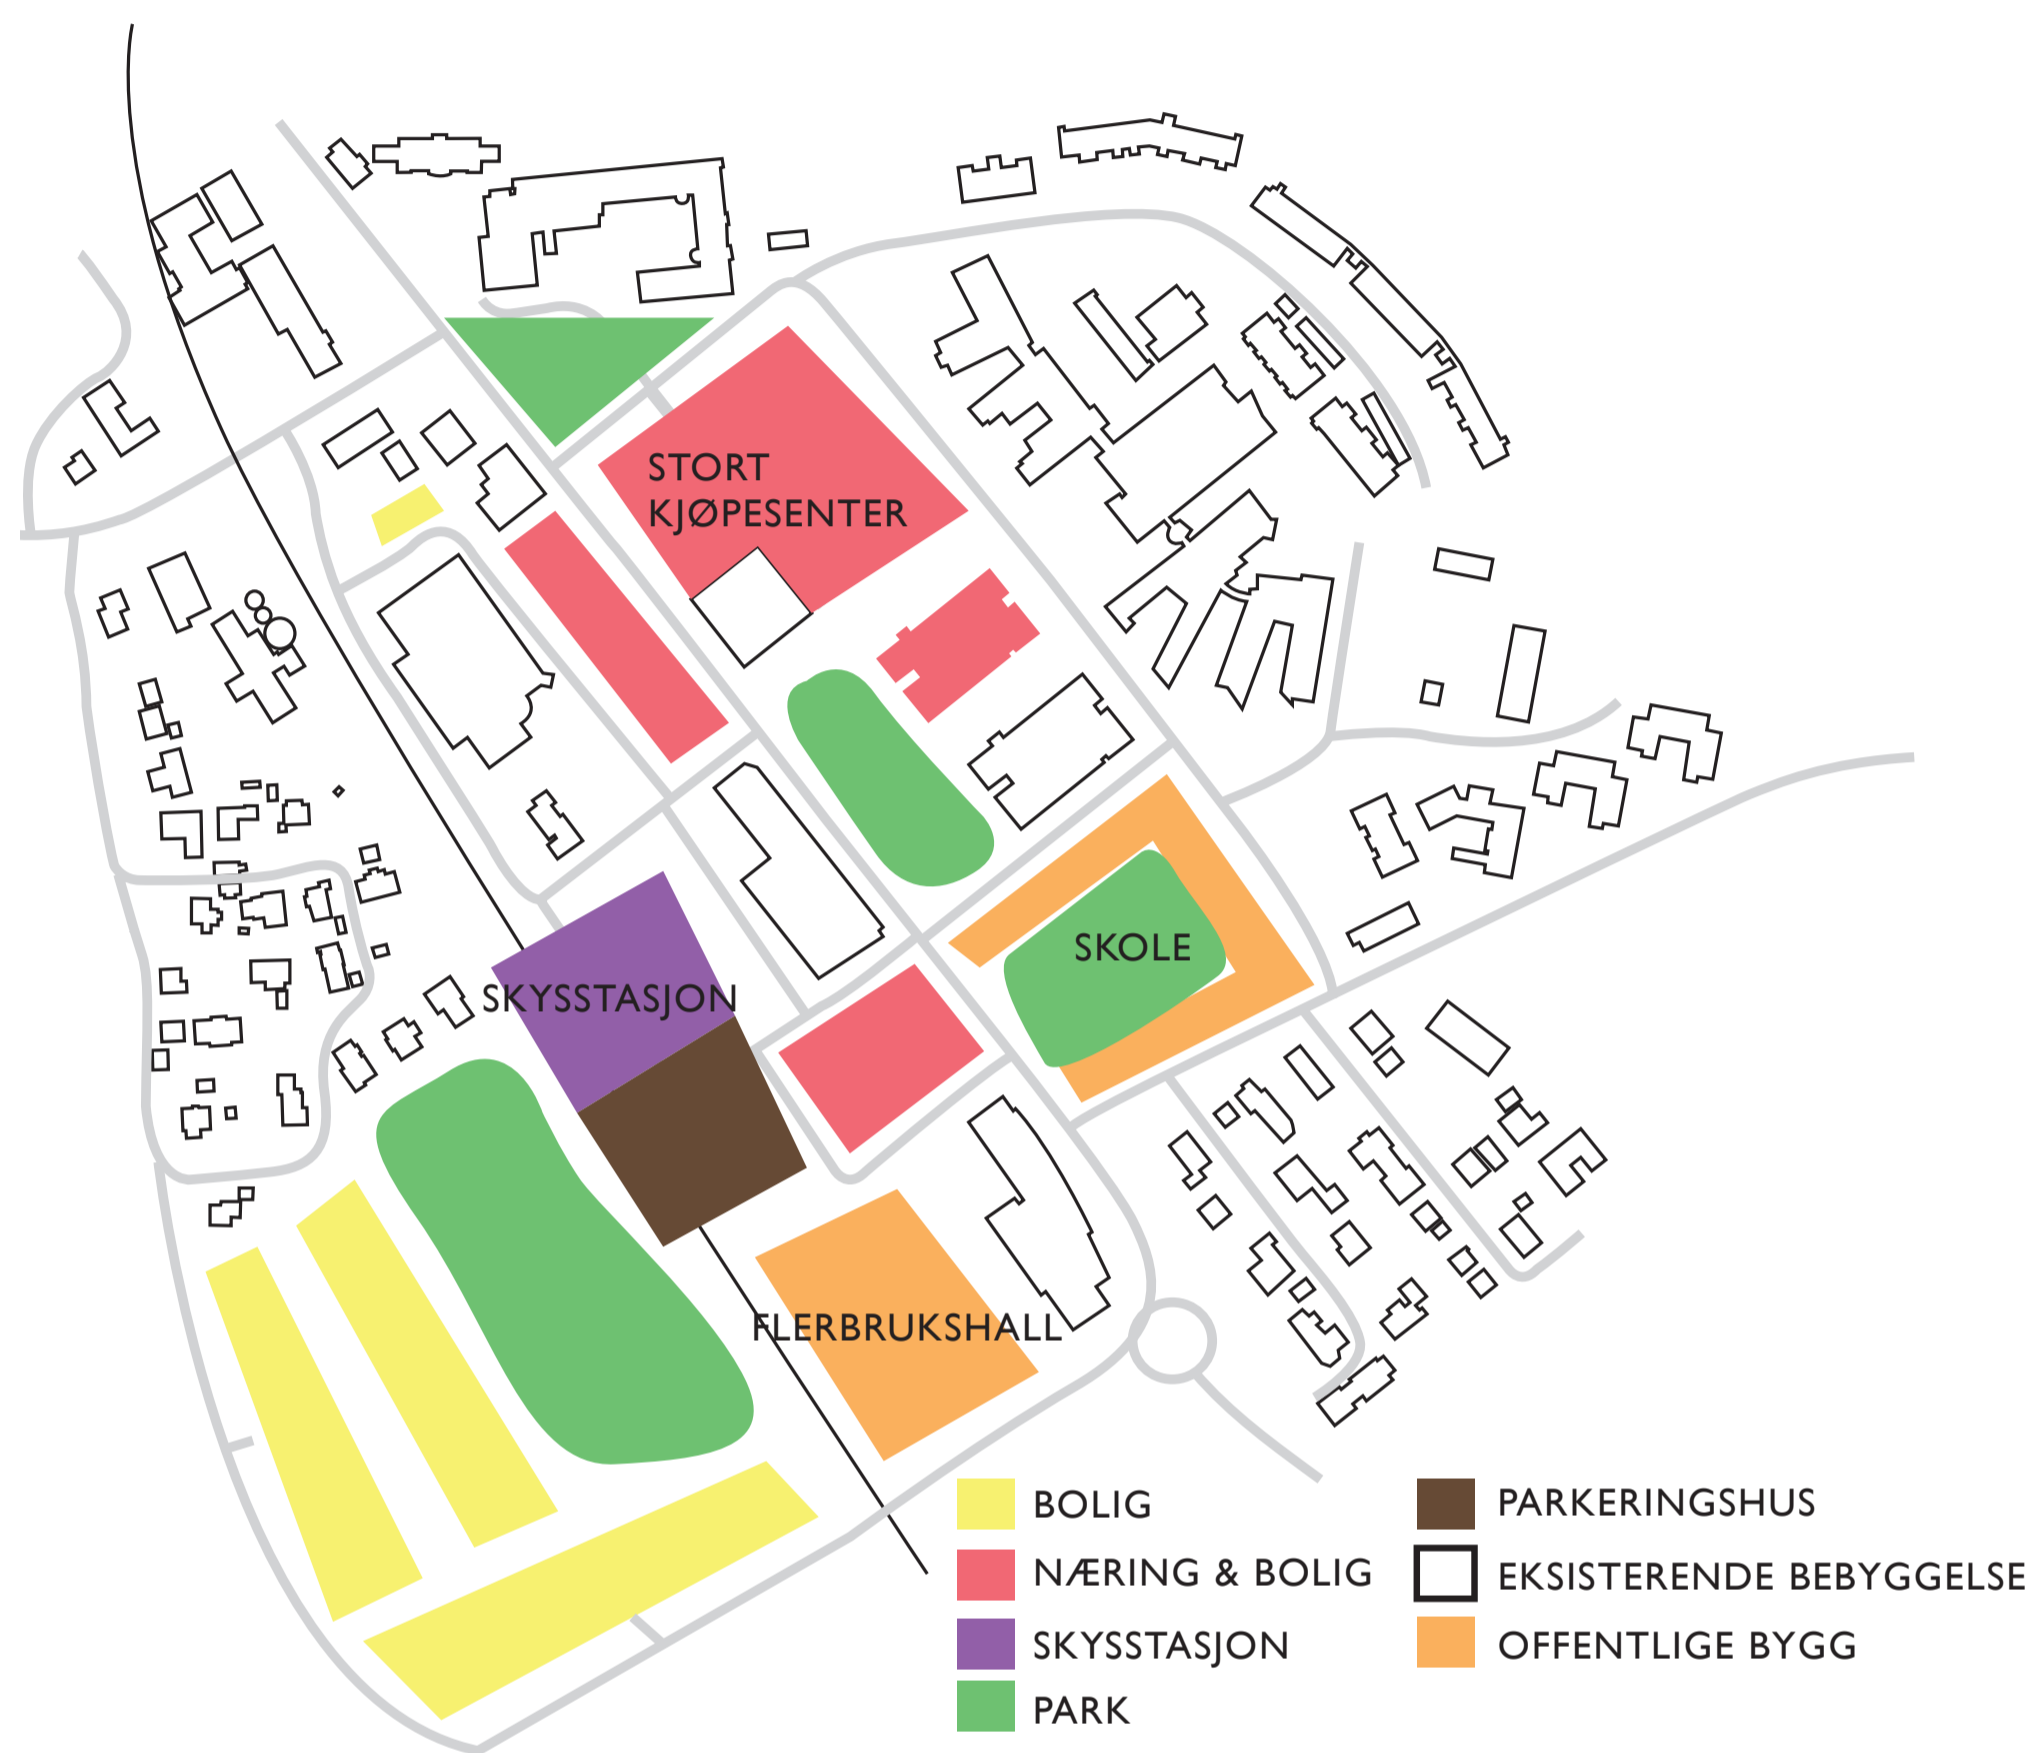 STORT
KJØPESENTER
SKOLE
SKYSSTASJON
FLERBRUKSHALL
BOLIG
NÆRING & BOLIG
SKYSSTASJON
PARK
PARKERINGSHUS
EKSISTERENDE BEBYGGELSE
OFFENTLIGE BYGG